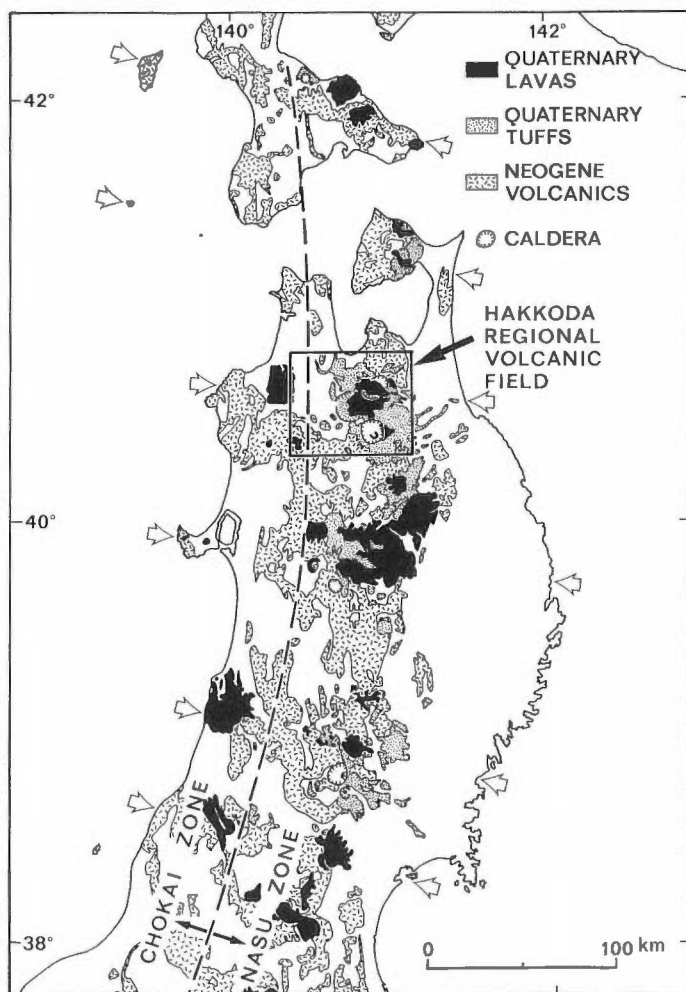 140°
142°
42°
QUATERNARY
LAVAS
QUATERNARY
TUFFS
NEOGENE
VOLCANICS
CALDERA
HAKKODA
REGIONAL
VOLCANIC
FIELD
40°
CHOKAI ZONE
NASU ZONE
38°
0 100 km